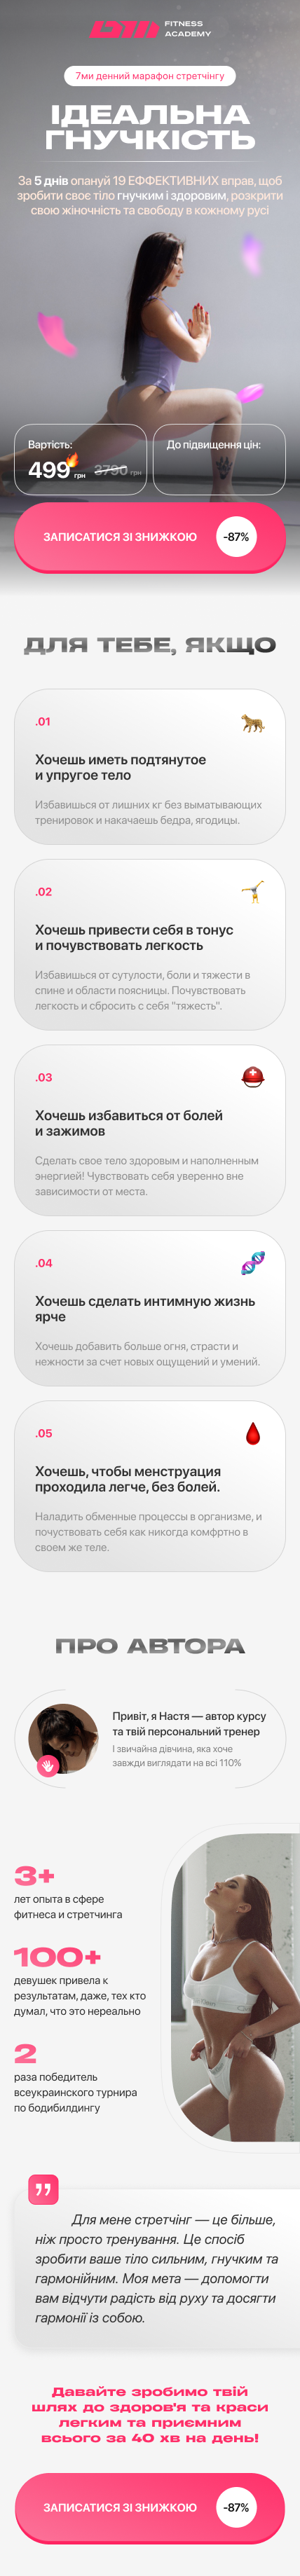 DTN FITNESS
ACADEMY
7ми денний марафон стретчінгу
ІДЕАЛЬНА
ГНУЧКІСТЬ
За 5 днів опануй 19 ЕФФЕКТИВНИХ вправ, щоб
зробити своє тіло гнучким і здоровим, розкрити
свою жіночність та свободу в кожному русі
Вартість:
499 грн 3790 грн
До підвищення цін:
ЗАПИСАТИСЯ ЗІ ЗНИЖКОЮ -87%
ДЛЯ ТЕБЕ, ЯКЩО
.01
Хочешь иметь подтянутое
и упругое тело
Избавишься от лишних кг без выматывающих
тренировок и накачаешь бедра, ягодицы.
.02
Хочешь привести себя в тонус
и почувствовать легкость
Избавишься от сутулости, боли и тяжести в
спине и области поясницы. Почувствовать
легкость и сбросить с себя "тяжесть".
.03
Хочешь избавиться от болей
и зажимов
Сделать свое тело здоровым и наполненным
энергией! Чувствовать себя уверенно вне
зависимости от места.
.04
Хочешь сделать интимную жизнь
ярче
Хочешь добавить больше огня, страсти и
нежности за счет новых ощущений и умений.
.05
Хочешь, чтобы менструация
проходила легче, без болей.
Наладить обменные процессы в организме, и
почуствовать себя как никогда комфртно в
своем же теле.
ПРО АВТОРА
Привіт, я Настя — автор курсу
та твій персональний тренер
І звичайна дівчина, яка хоче
завжди виглядати на всі 110%
3+
лет опыта в сфере
фитнеса и стретчинга
100+
девушек привела к
результатам, даже, тех кто
думал, что это нереально
2
раза победитель
всеукраинского турнира
по бодибилдингу
Для мене стретчінг — це більше,
ніж просто тренування. Це спосіб
зробити ваше тіло сильним, гнучким та
гармонійним. Моя мета — допомогти
вам відчути радість від руху та досягти
гармонії із собою.
Давайте зробимо твій
шлях до здоров'я та краси
легким та приємним
всього за 40 хв на день!
ЗАПИСАТИСЯ ЗІ ЗНИЖКОЮ -87%